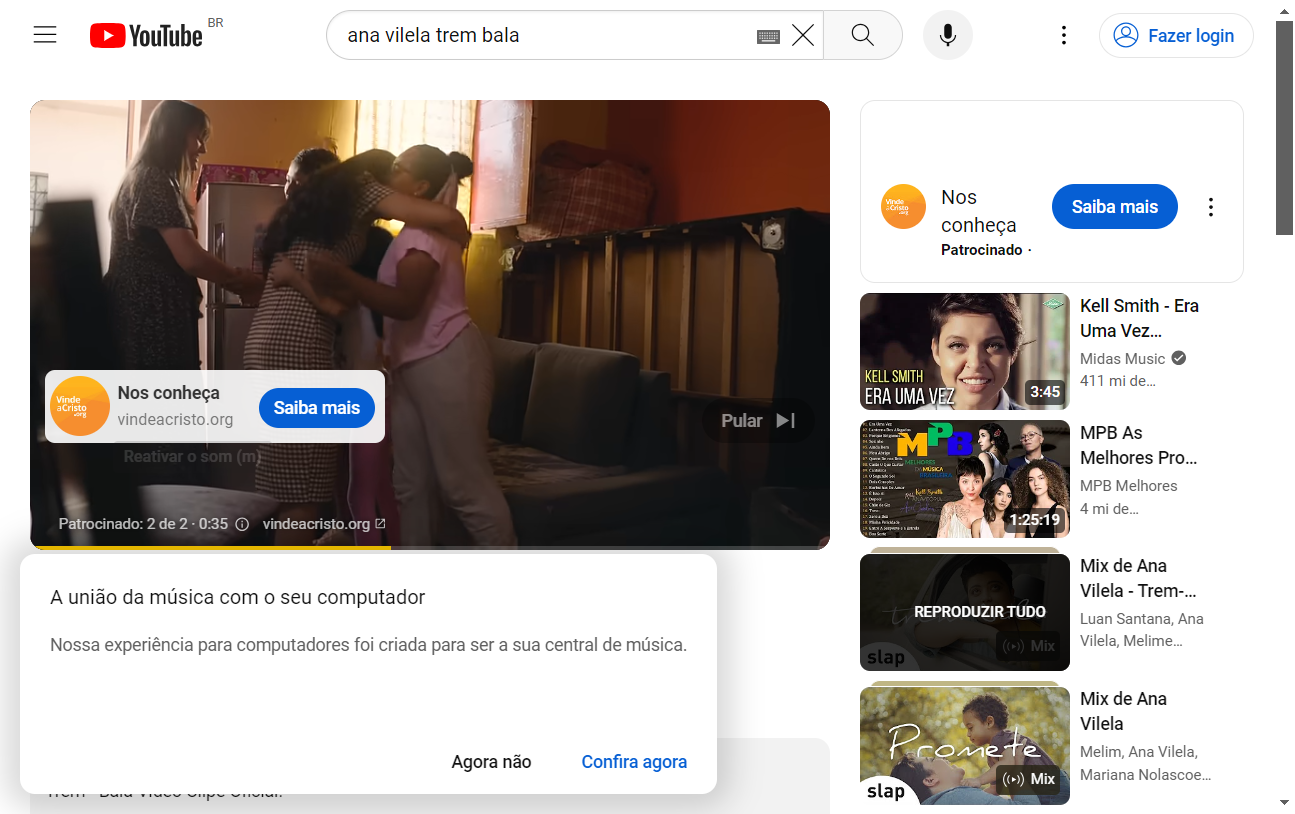 YouTube BR
ana vilela trem bala
Fazer login
Vinde
aCristo
.org
Nos conheça
vindeacristo.org
Saiba mais
Pular
Reativar o som (m)
Patrocinado: 2 de 2 · 0:35
vindeacristo.org
A união da música com o seu computador
Nossa experiência para computadores foi criada para ser a sua central de música.
Agora não
Confira agora
Trem - Bala Vídeo Clipe Oficial.
Vinde
aCristo
.org
Nos
conheça
Patrocinado ·
Saiba mais
KELL SMITH
ERA UMA VEZ
3:45
Kell Smith - Era
Uma Vez...
Midas Music
411 mi de...
MPB
MELHORES
DA MÚSICA
BRASILEIRA
1:25:19
MPB As
Melhores Pro...
MPB Melhores
4 mi de...
REPRODUZIR TUDO
slap
Mix
Mix de Ana
Vilela - Trem-...
Luan Santana, Ana
Vilela, Melime...
Promete
slap
Mix
Mix de Ana
Vilela
Melim, Ana Vilela,
Mariana Nolascoe...